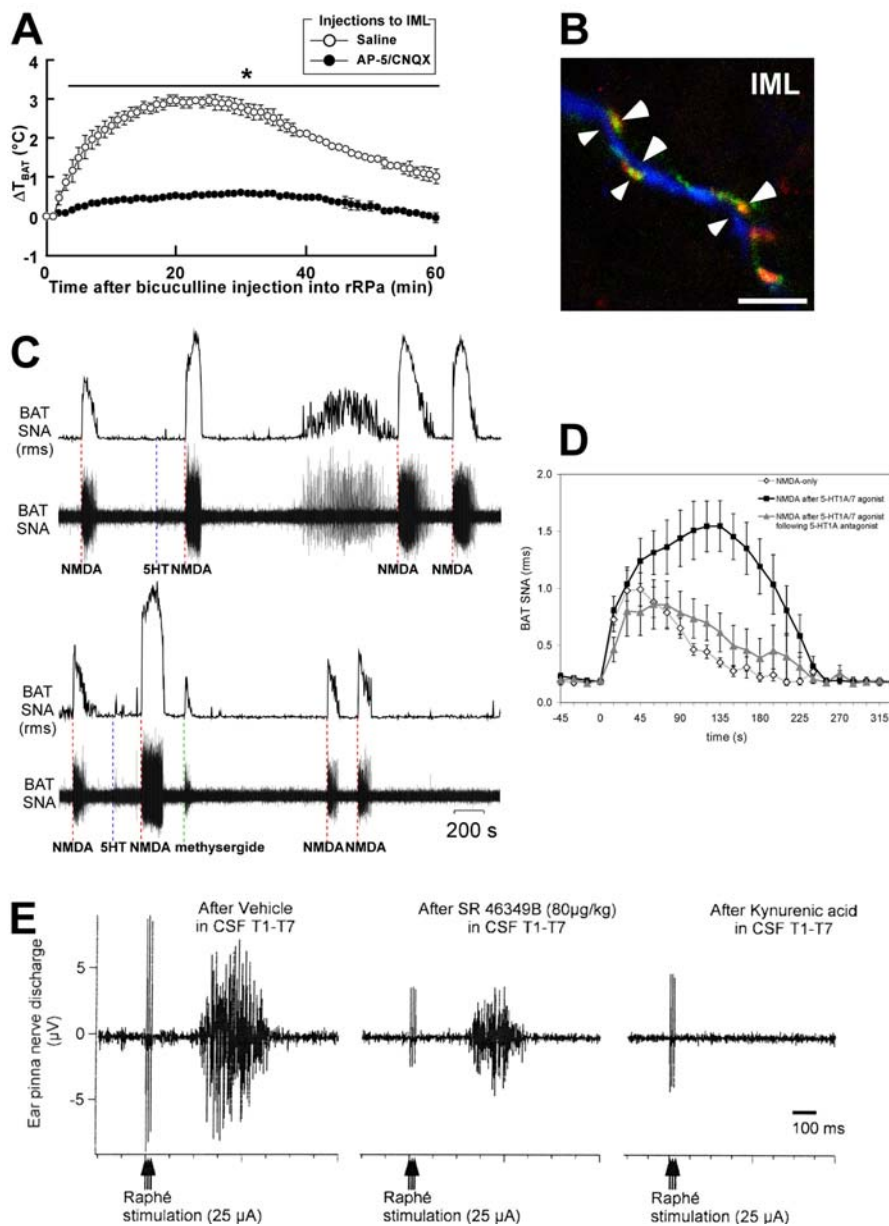 A
Injections to IML
Saline
AP-5/CNQX
*
4
3
2
1
0
-1
ΔT_BAT (°C)
0
20
40
60
Time after bicuculline injection into rRPa (min)
B
IML
C
BAT
SNA
(rms)
BAT
SNA
NMDA
5HT
NMDA
NMDA
NMDA
BAT
SNA
(rms)
BAT
SNA
200 s
NMDA
5HT
NMDA
methysergide
NMDA
NMDA
D
NMDA-only
NMDA after 5-HT1A/7 agonist
NMDA after 5-HT1A/7 agonist
following 5-HT1A antagonist
2.0
1.5
1.0
0.5
0.0
BAT SNA (rms)
-45
0
45
90
135
180
225
270
315
time (s)
E
After Vehicle
in CSF T1-T7
After SR 46349B (80µg/kg)
in CSF T1-T7
After Kynurenic acid
in CSF T1-T7
Ear pinna nerve discharge
(µV)
5
0
-5
100 ms
Raphé
stimulation (25 µA)
Raphé
stimulation (25 µA)
Raphé
stimulation (25 µA)